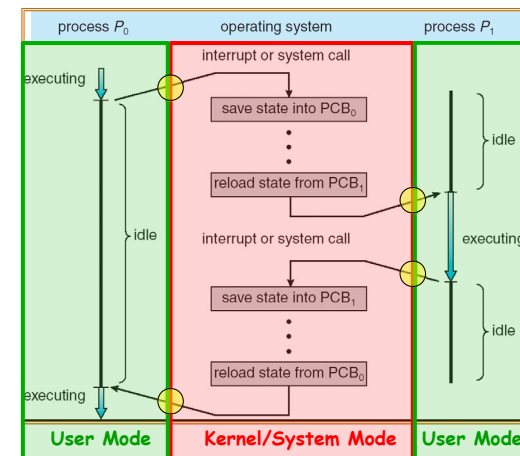 process P0 operating system process P1
interrupt or system call
executing
save state into PCB0
idle
reload state from PCB1
idle
interrupt or system call
executing
save state into PCB1
idle
reload state from PCB0
executing
User Mode Kernel/System Mode User Mode